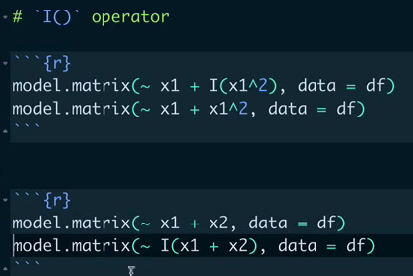 # `I()` operator
```{r}
model.matrix(~ x1 + I(x1^2), data = df)
model.matrix(~ x1 + x1^2, data = df)
```
```{r}
model.matrix(~ x1 + x2, data = df)
model.matrix(~ I(x1 + x2), data = df)
```